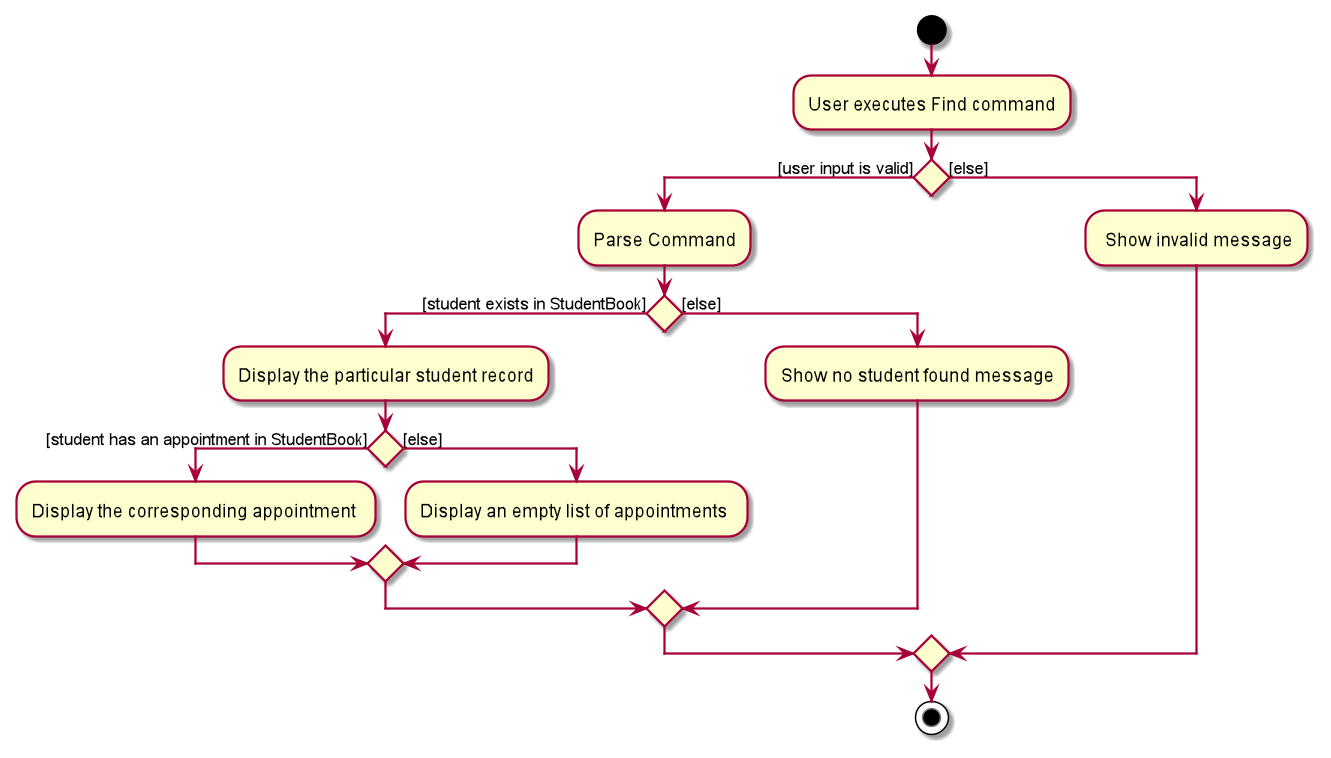 User executes Find command
[user input is valid]
[else]
Parse Command
Show invalid message
[student exists in StudentBook]
[else]
Display the particular student record
Show no student found message
[student has an appointment in StudentBook]
[else]
Display the corresponding appointment
Display an empty list of appointments